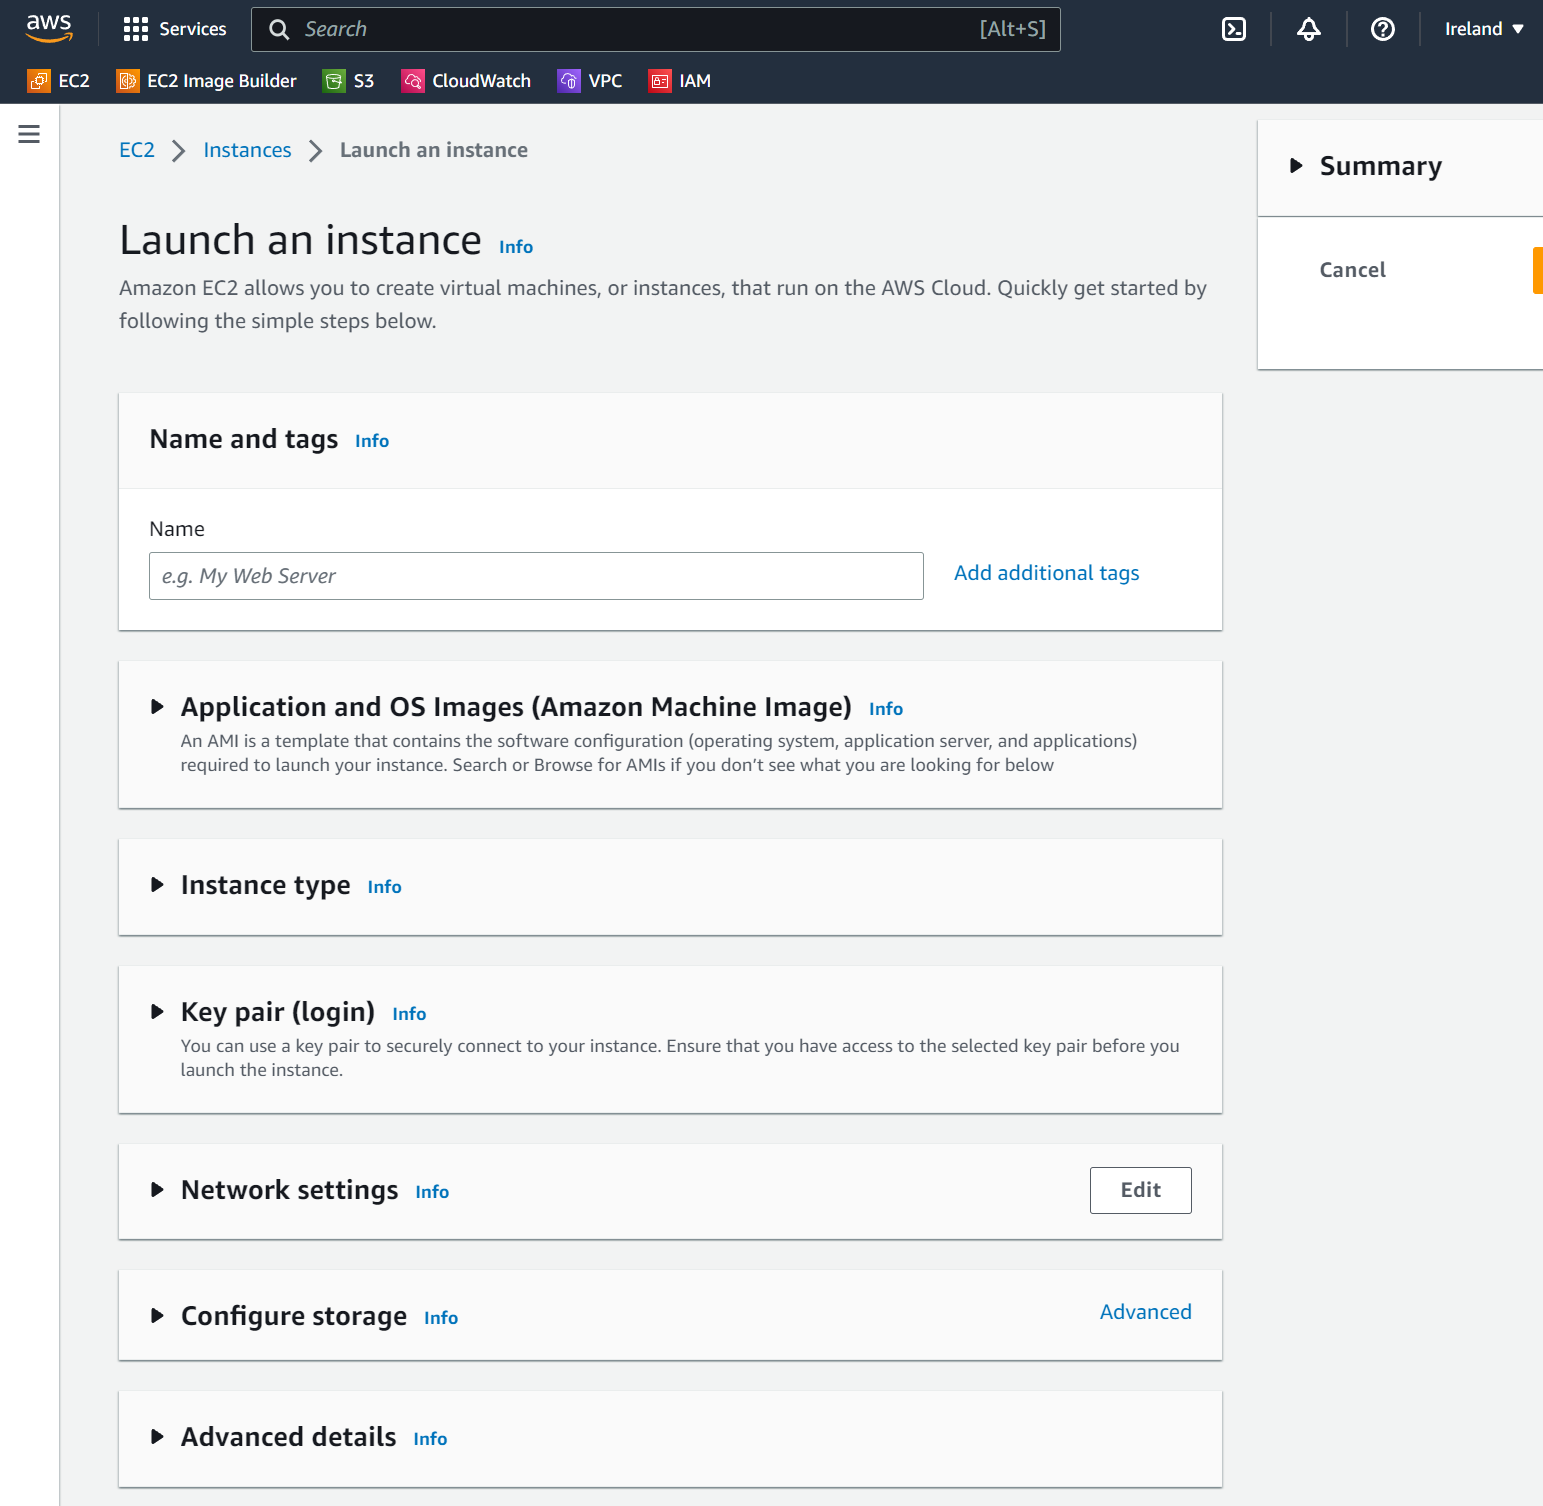 aws Services Search [Alt+S] Ireland
EC2 EC2 Image Builder S3 CloudWatch VPC IAM
EC2 Instances Launch an instance
Launch an instance Info
Amazon EC2 allows you to create virtual machines, or instances, that run on the AWS Cloud. Quickly get started by
following the simple steps below.
Name and tags Info
Name
e.g. My Web Server
Add additional tags
Application and OS Images (Amazon Machine Image) Info
An AMI is a template that contains the software configuration (operating system, application server, and applications)
required to launch your instance. Search or Browse for AMIs if you don’t see what you are looking for below
Instance type Info
Key pair (login) Info
You can use a key pair to securely connect to your instance. Ensure that you have access to the selected key pair before you
launch the instance.
Network settings Info
Edit
Configure storage Info
Advanced
Advanced details Info
Summary
Cancel